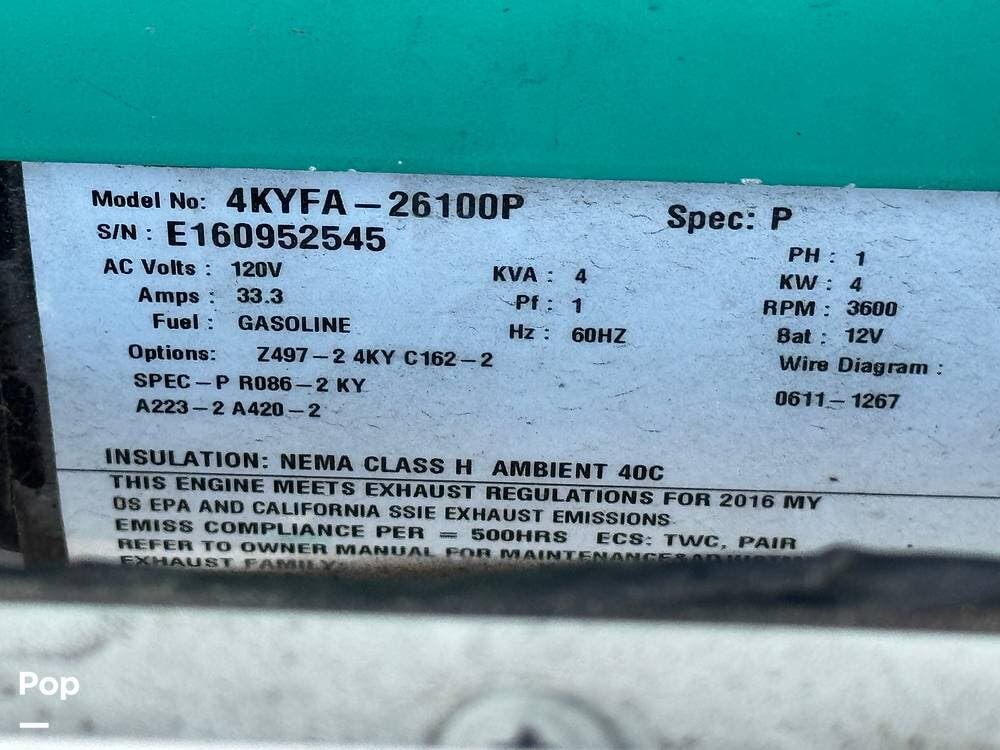 Model No: 4KYFA-26100P Spec: P
S/N : E160952545
AC Volts : 120V KVA : 4 PH : 1
Amps : 33.3 Pf : 1 KW : 4
Fuel : GASOLINE Hz : 60HZ RPM : 3600
Options: Z497-2 4KY C162-2 Bat : 12V
SPEC-P R086-2 KY Wire Diagram :
A223-2 A420-2 0611-1267
INSULATION: NEMA CLASS H AMBIENT 40C
THIS ENGINE MEETS EXHAUST REGULATIONS FOR 2016 MY
US EPA AND CALIFORNIA SSIE EXHAUST EMISSIONS
EMISS COMPLIANCE PER = 500HRS ECS: TWC, PAIR
REFER TO OWNER MANUAL FOR MAINTENANCE
EXHAUST FAMILY
Pop